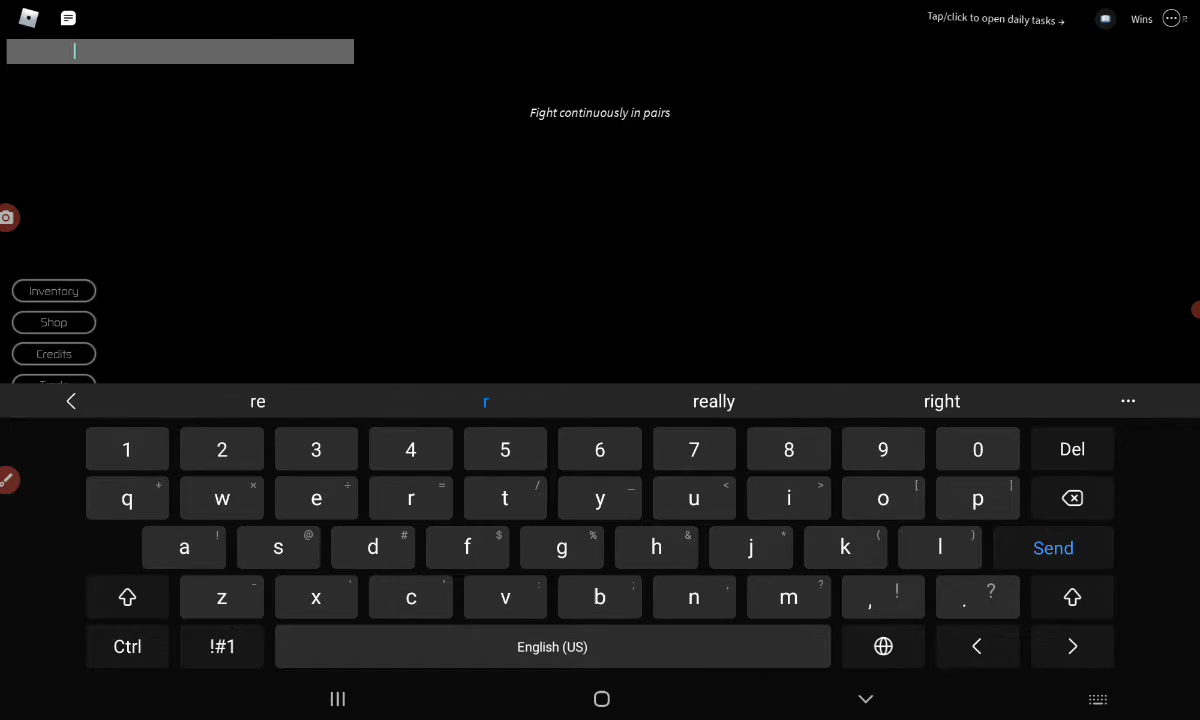 Tap/click to open daily tasks →
Wins
R
Fight continuously in pairs
Inventory
Shop
Credits
Trade
re
r
really
right
...
1 2 3 4 5 6 7 8 9 0 Del
+ × ÷ = / _ < > [ ]
q w e r t y u i o p
! @ # $ % & * ( )
a s d f g h j k l Send
- ' " : ; , ?
z x c v b n m , ! . ?
Ctrl !#1 English (US) < >